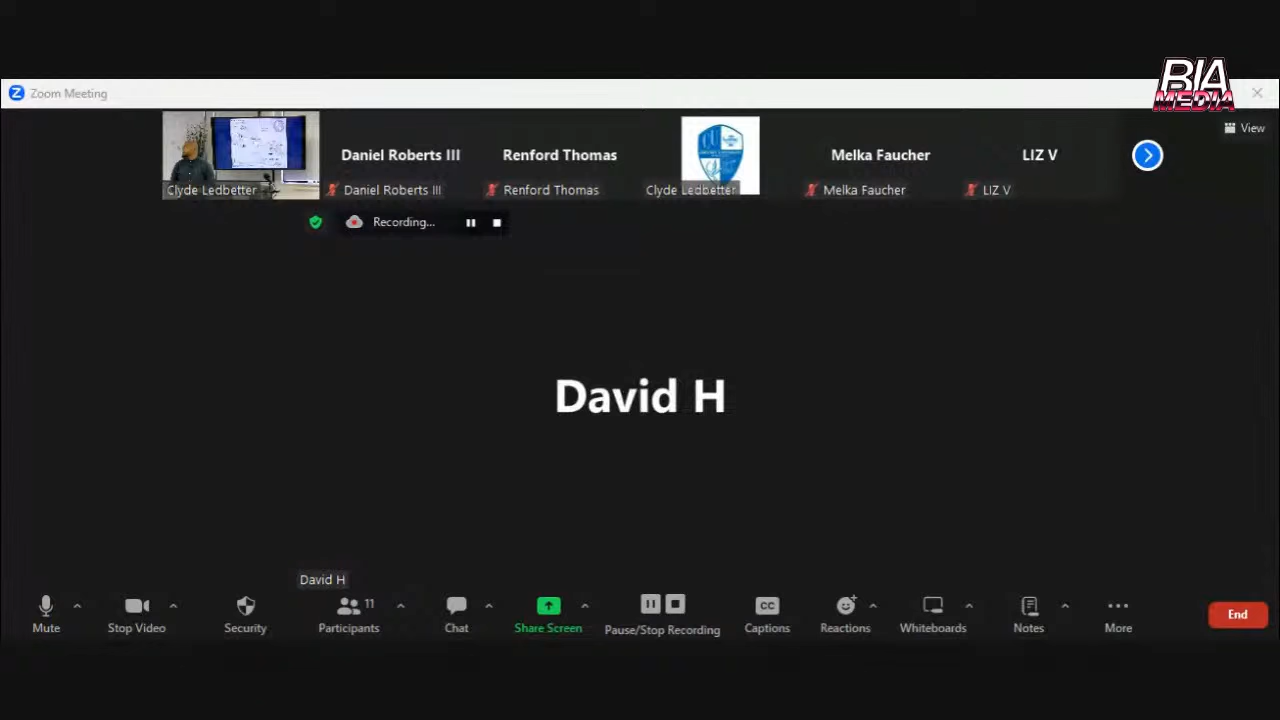 BIA
MEDIA
Zoom Meeting
View
Daniel Roberts III
Renford Thomas
Melka Faucher
LIZ V
Clyde Ledbetter
Daniel Roberts III
Renford Thomas
Clyde Ledbetter
Melka Faucher
LIZ V
Recording...
David H
David H
11
CC
Mute
Stop Video
Security
Participants
Chat
Share Screen
Pause/Stop Recording
Captions
Reactions
Whiteboards
Notes
More
End